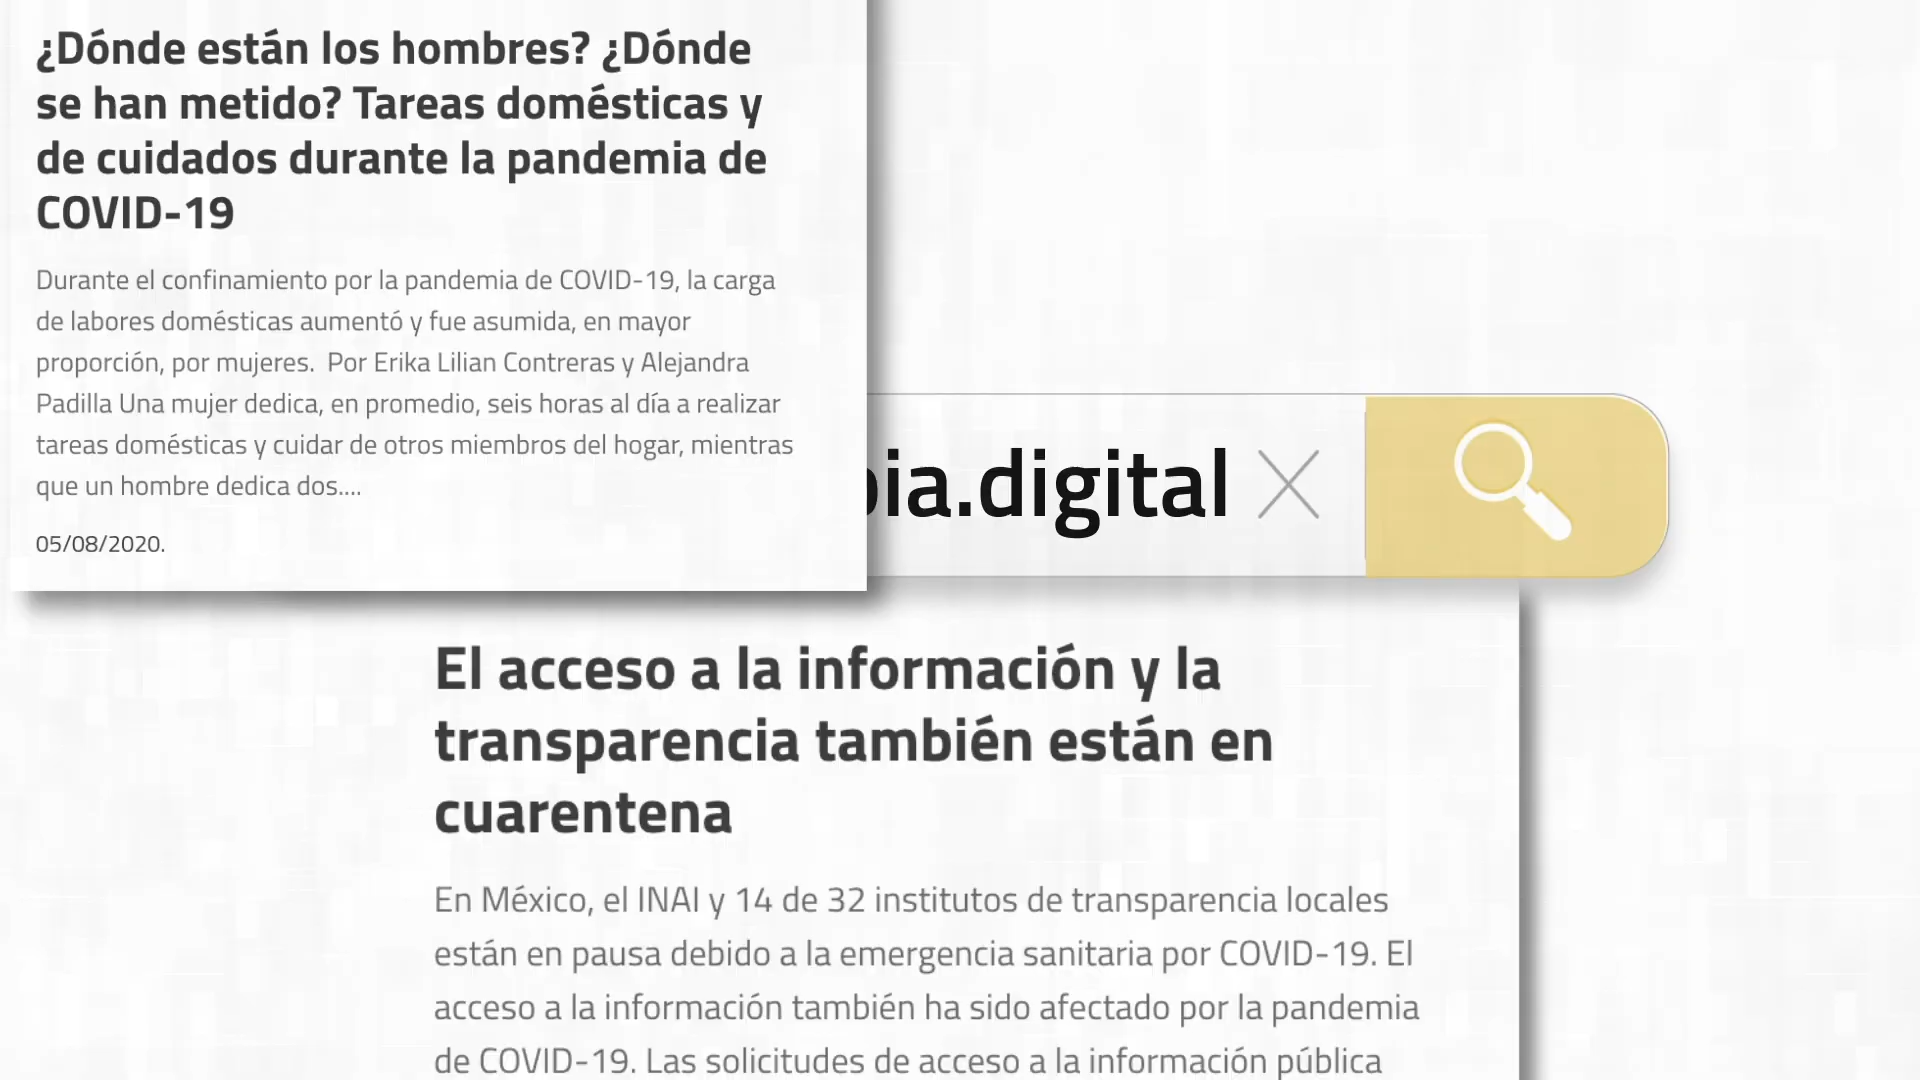 ¿Dónde están los hombres? ¿Dónde
se han metido? Tareas domésticas y
de cuidados durante la pandemia de
COVID-19
Durante el confinamiento por la pandemia de COVID-19, la carga
de labores domésticas aumentó y fue asumida, en mayor
proporción, por mujeres. Por Erika Lilian Contreras y Alejandra
Padilla Una mujer dedica, en promedio, seis horas al día a realizar
tareas domésticas y cuidar de otros miembros del hogar, mientras
que un hombre dedica dos....
05/08/2020.
ia.digital
El acceso a la información y la
transparencia también están en
cuarentena
En México, el INAI y 14 de 32 institutos de transparencia locales
están en pausa debido a la emergencia sanitaria por COVID-19. El
acceso a la información también ha sido afectado por la pandemia
de COVID-19. Las solicitudes de acceso a la información pública